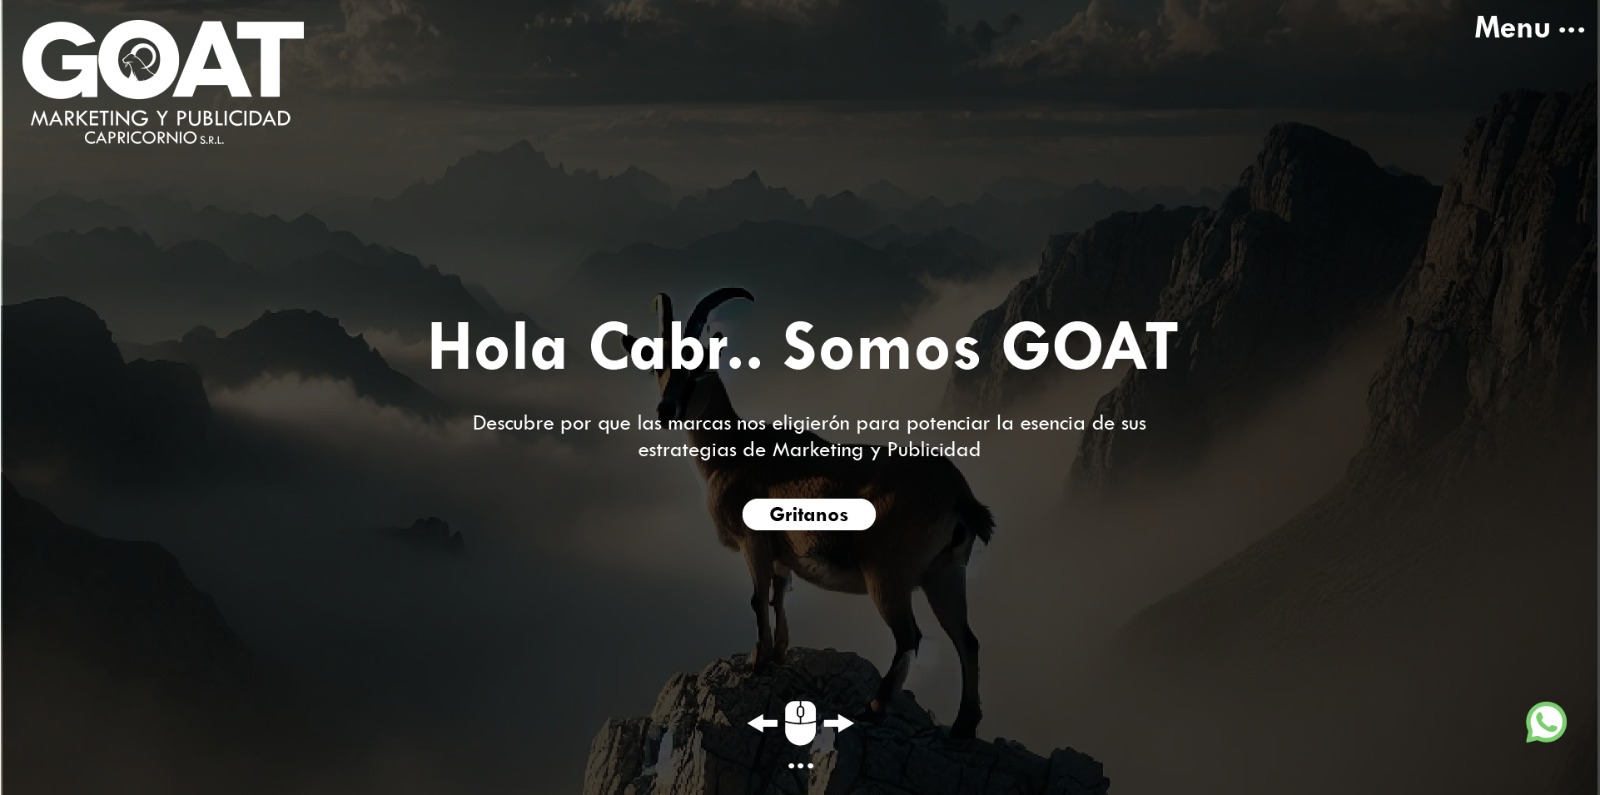 GOAT
MARKETING Y PUBLICIDAD
CAPRICORNIO S.R.L.
Menu ...
Hola Cabr.. Somos GOAT
Descubre por que las marcas nos eligierón para potenciar la esencia de sus
estrategias de Marketing y Publicidad
Gritanos
...